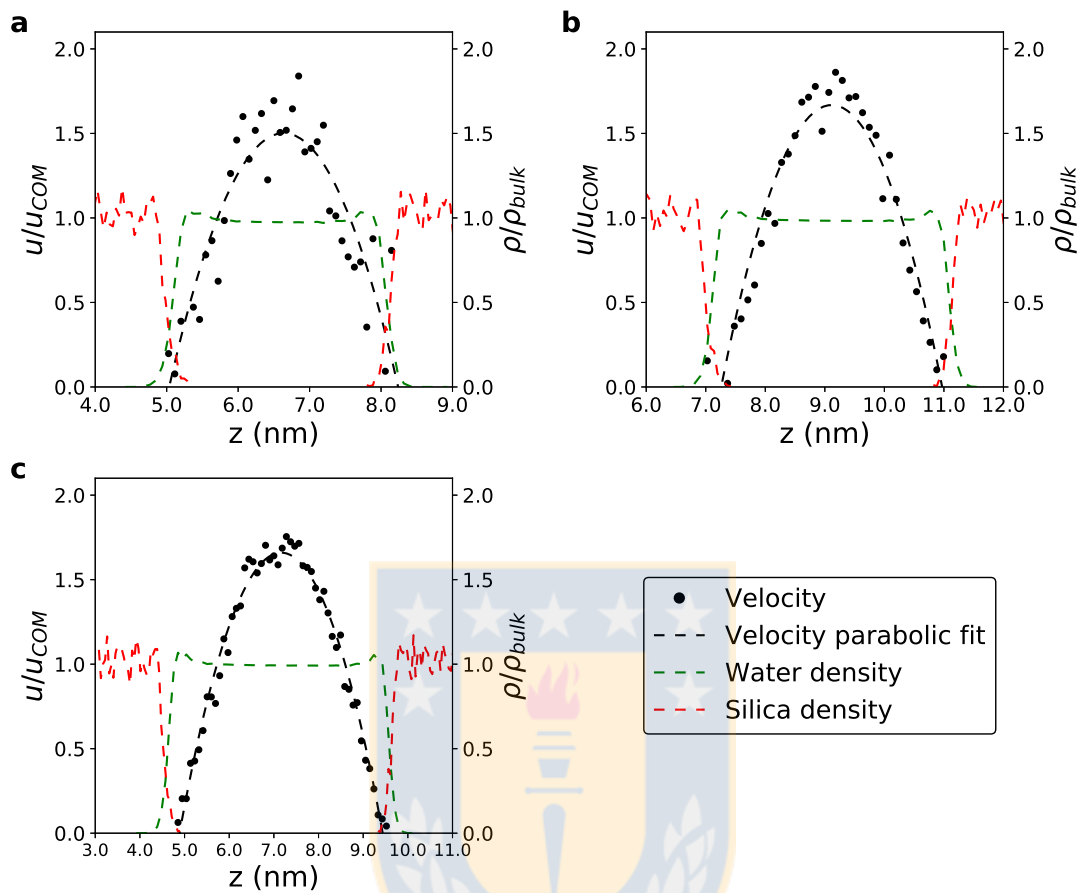 a
2.0
1.5
1.0
0.5
0.0
u/u_COM
2.0
1.5
1.0
0.5
0.0
ρ/ρ_bulk
4.0 5.0 6.0 7.0 8.0 9.0
z (nm)
b
2.0
1.5
1.0
0.5
0.0
u/u_COM
2.0
1.5
1.0
0.5
0.0
ρ/ρ_bulk
6.0 7.0 8.0 9.0 10.0 11.0 12.0
z (nm)
c
2.0
1.5
1.0
0.5
0.0
u/u_COM
2.0
1.5
1.0
0.5
0.0
ρ/ρ_bulk
3.0 4.0 5.0 6.0 7.0 8.0 9.0 10.0 11.0
z (nm)
Velocity
Velocity parabolic fit
Water density
Silica density